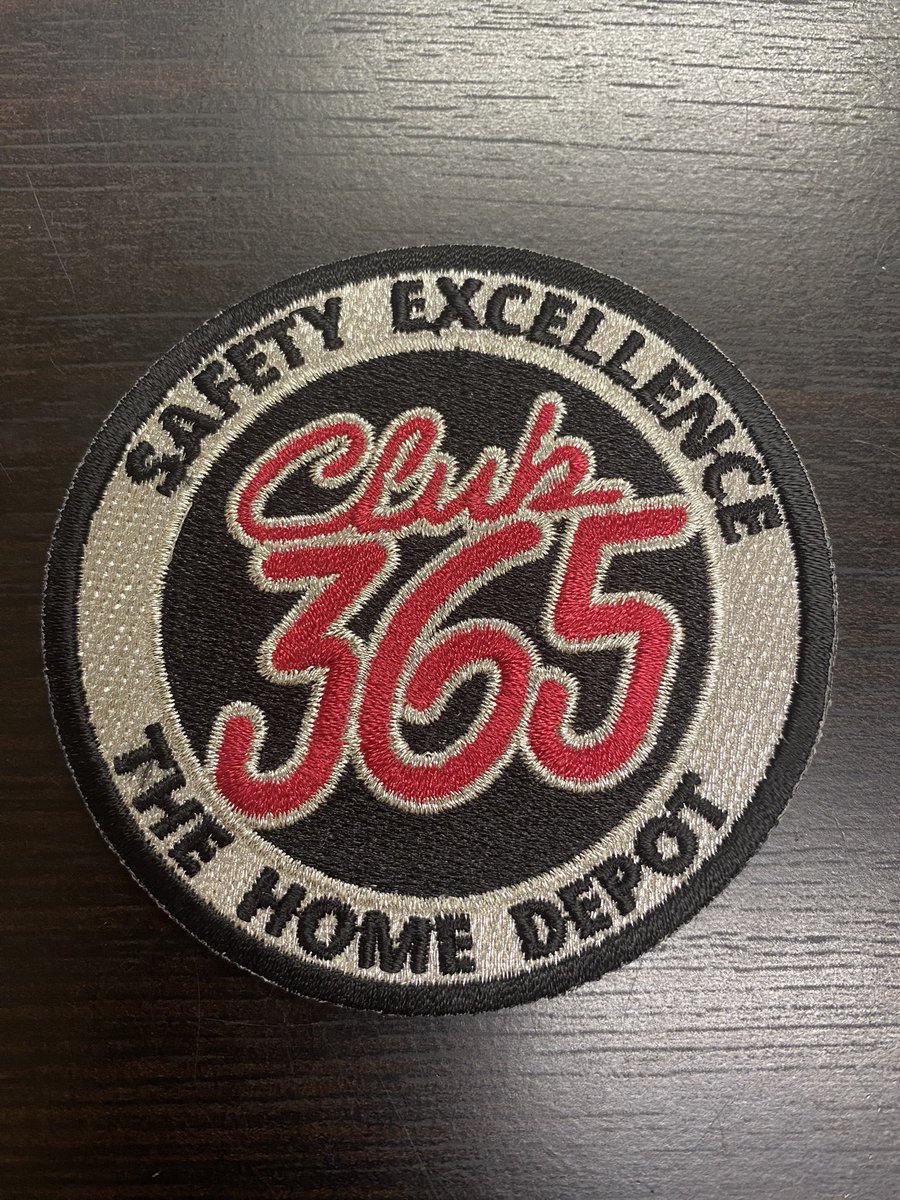 SAFETY EXCELLENCE
Club
365
THE HOME DEPOT